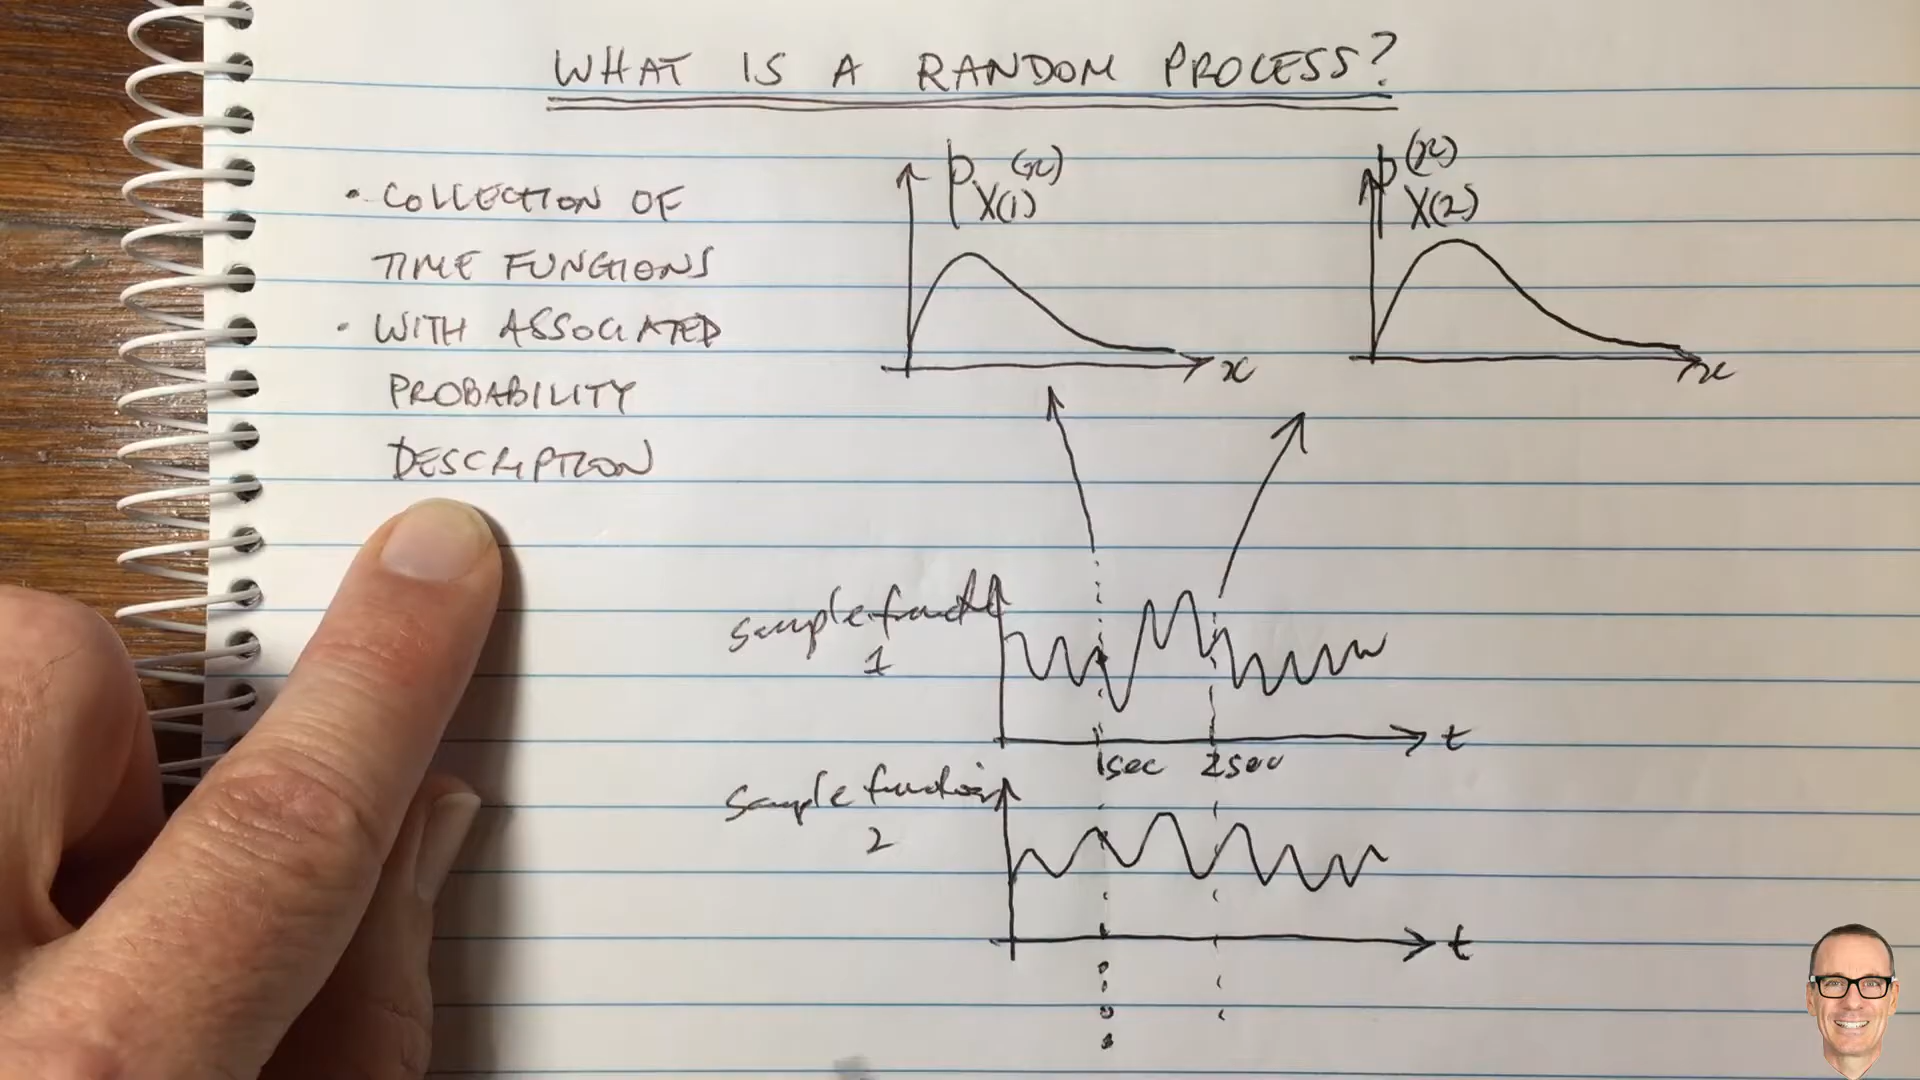 WHAT IS A RANDOM PROCESS?
• COLLECTION OF
TIME FUNCTIONS
• WITH ASSOCIATED
PROBABILITY
DESCRIPTION
p (x)
X(1)
x
p (x)
X(2)
x
sample
1
t
1sec 2sec
sample function
2
t